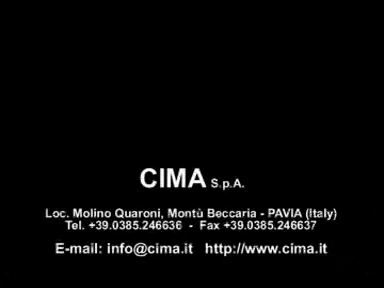 CIMA S.p.A.
Loc. Molino Quaroni, Montù Beccaria - PAVIA (Italy)
Tel. +39.0385.246636 - Fax +39.0385.246637
E-mail: info@cima.it http://www.cima.it